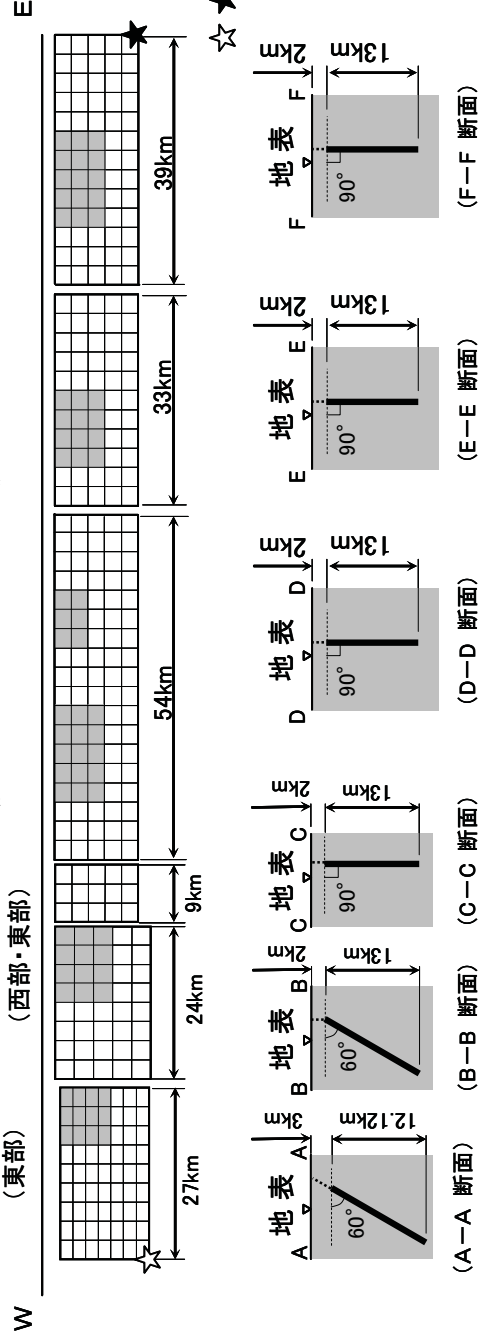 W
E
(東部)
(西部・東部)
27km
24km
9km
54km
33km
39km
A 地表 A
3km
12.12km
60°
(A-A 断面)
B 地表 B
2km
13km
60°
(B-B 断面)
C 地表 C
2km
13km
90°
(C-C 断面)
D 地表 D
2km
13km
90°
(D-D 断面)
E 地表 E
2km
13km
90°
(E-E 断面)
F 地表 F
2km
13km
90°
(F-F 断面)